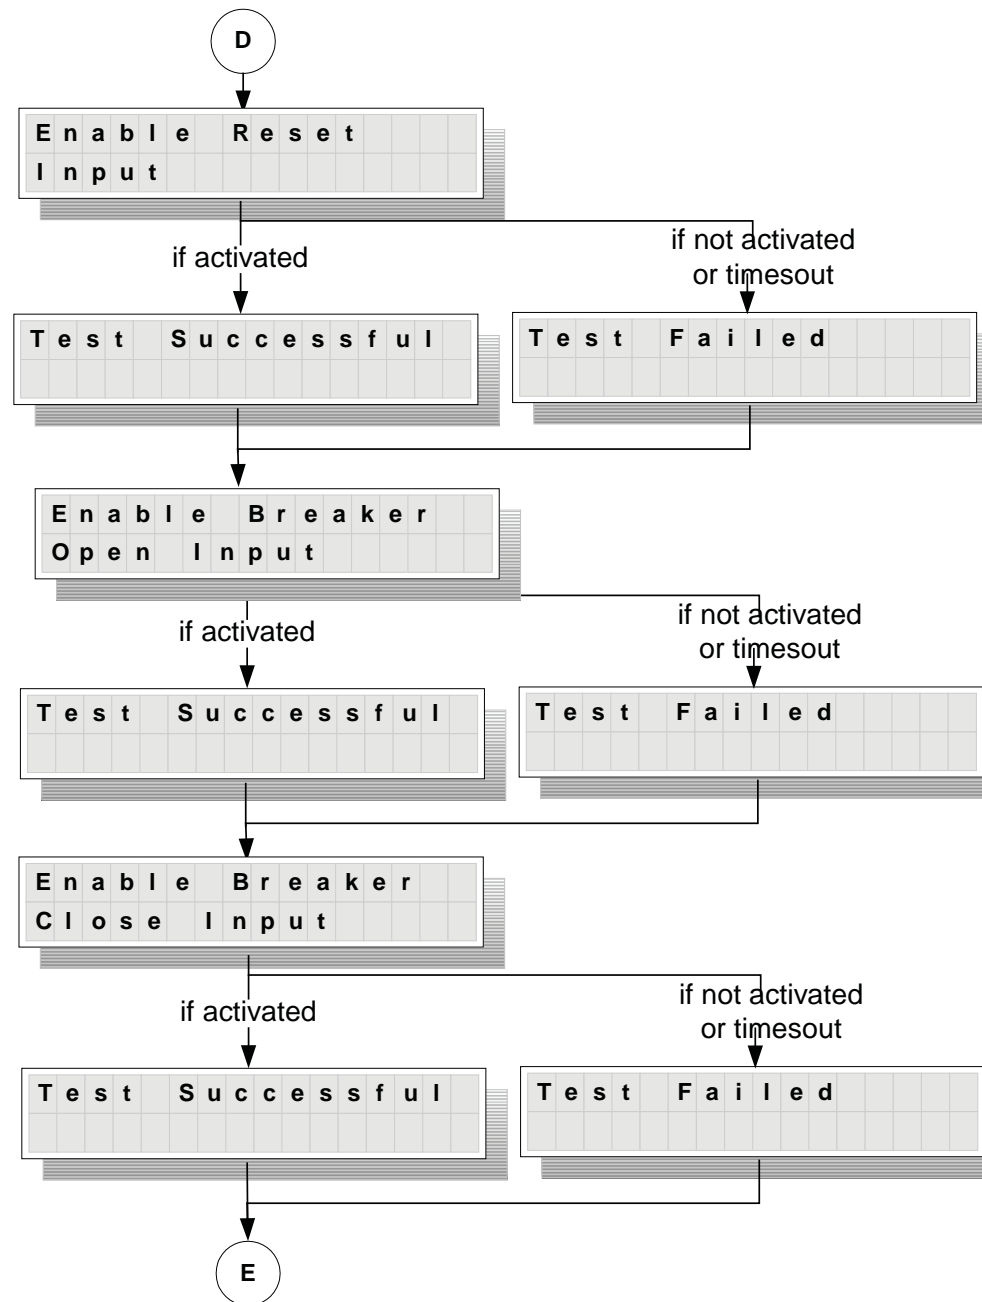 D
Enable Reset
Input
if activated
if not activated
or timesout
Test Successful
Test Failed
Enable Breaker
Open Input
if activated
if not activated
or timesout
Test Successful
Test Failed
Enable Breaker
Close Input
if activated
if not activated
or timesout
Test Successful
Test Failed
E